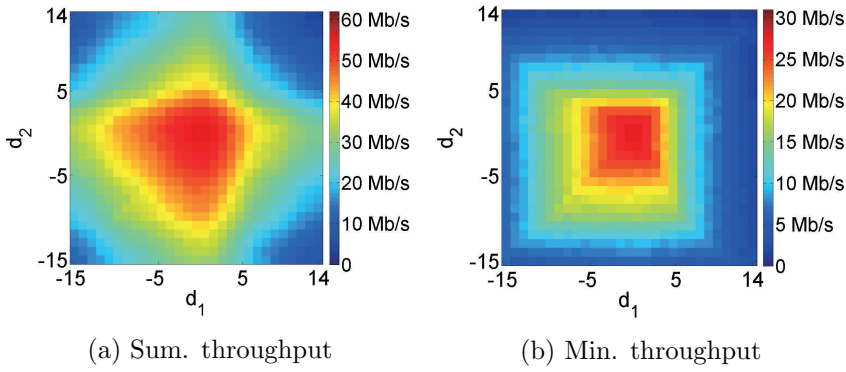 14
5
-5
-15
d2
-15
-5
5
14
d1
60 Mb/s
50 Mb/s
40 Mb/s
30 Mb/s
20 Mb/s
10 Mb/s
0
(a) Sum. throughput
14
5
-5
-15
d2
-15
-5
5
14
d1
30 Mb/s
25 Mb/s
20 Mb/s
15 Mb/s
10 Mb/s
5 Mb/s
0
(b) Min. throughput